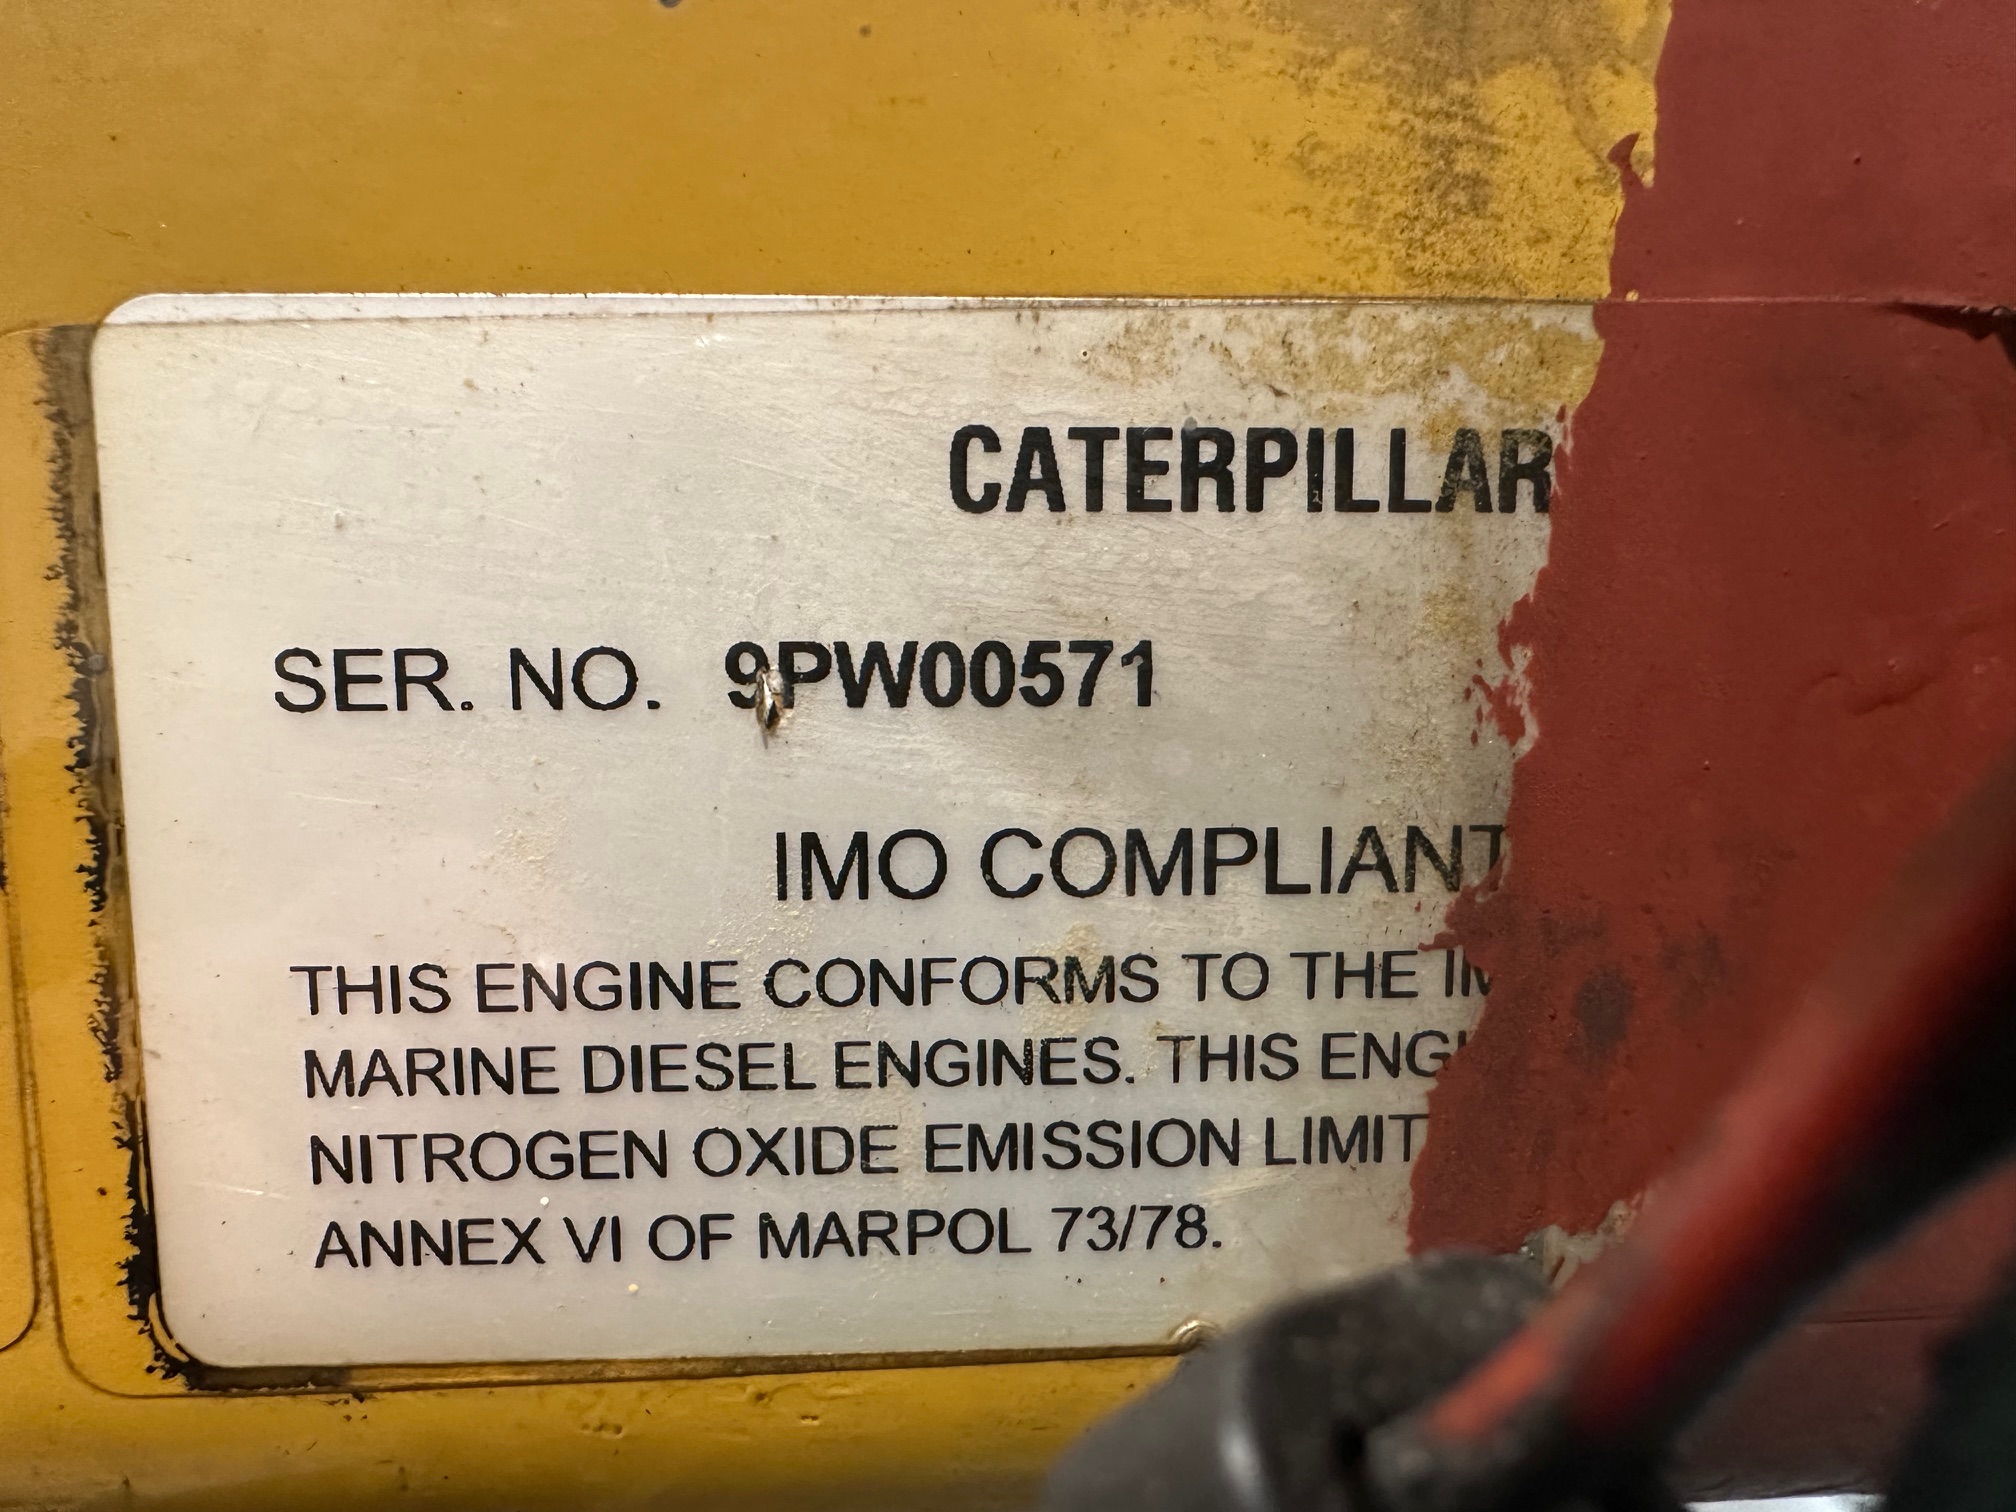 CATERPILLAR
SER. NO. 9PW00571
IMO COMPLIANT
THIS ENGINE CONFORMS TO THE
MARINE DIESEL ENGINES. THIS
NITROGEN OXIDE EMISSION LIMIT
ANNEX VI OF MARPOL 73/78.